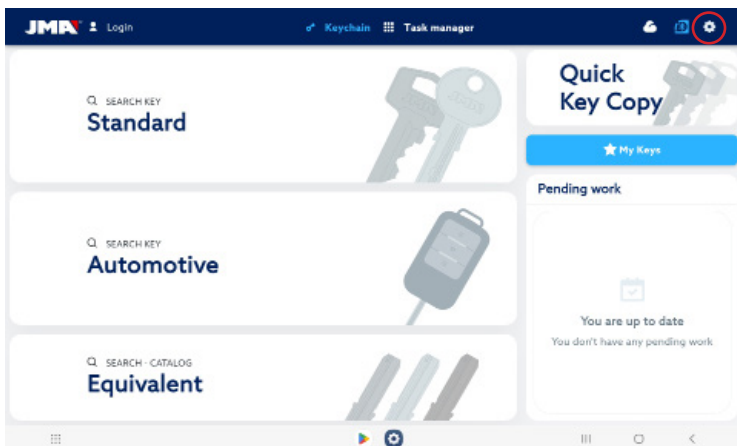 JMA Login Keychain Task manager
SEARCH KEY
Standard
Quick
Key Copy
My Keys
Pending work
SEARCH KEY
Automotive
You are up to date
You don't have any pending work
SEARCH - CATALOG
Equivalent